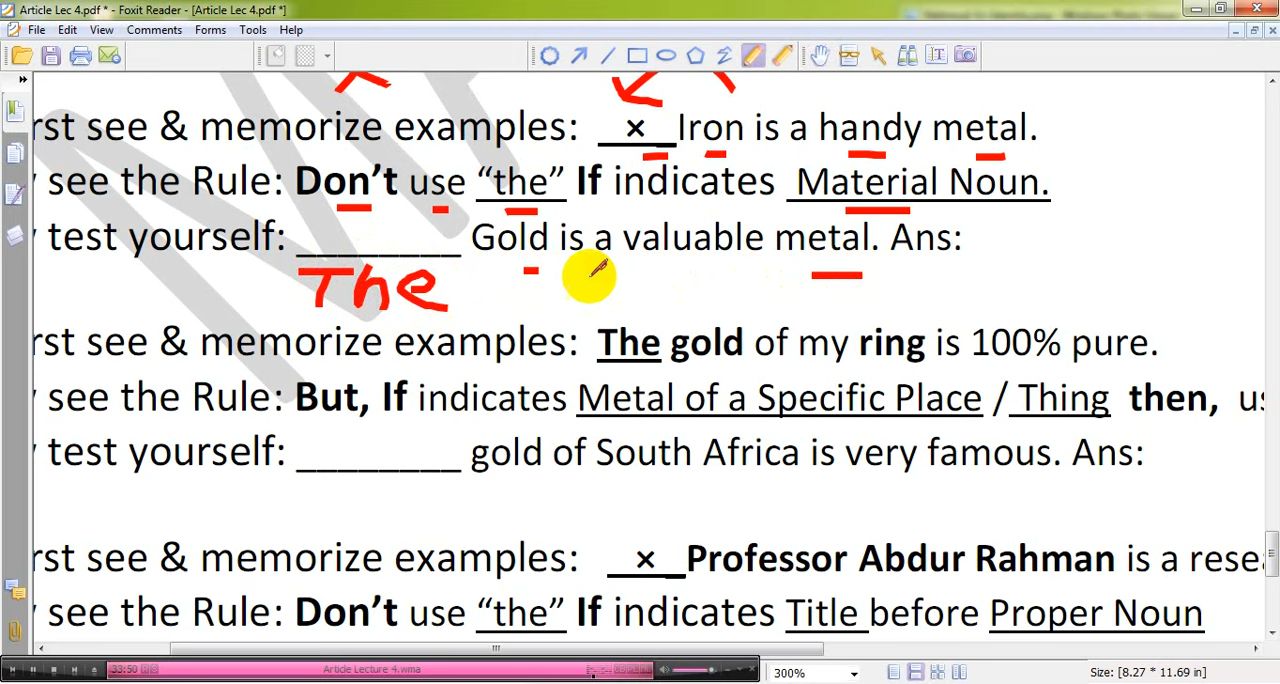 Article Lec 4.pdf * - Foxit Reader - [Article Lec 4.pdf *]
File Edit View Comments Forms Tools Help
rst see & memorize examples: × Iron is a handy metal.
see the Rule: Don't use "the" If indicates Material Noun.
test yourself: ________ Gold is a valuable metal. Ans:
The
rst see & memorize examples: The gold of my ring is 100% pure.
see the Rule: But, If indicates Metal of a Specific Place / Thing then, us
test yourself: ________ gold of South Africa is very famous. Ans:
rst see & memorize examples: × Professor Abdur Rahman is a resea
see the Rule: Don't use "the" If indicates Title before Proper Noun
33:50 Article Lecture 4.wma 300% Size: [8.27 * 11.69 in]